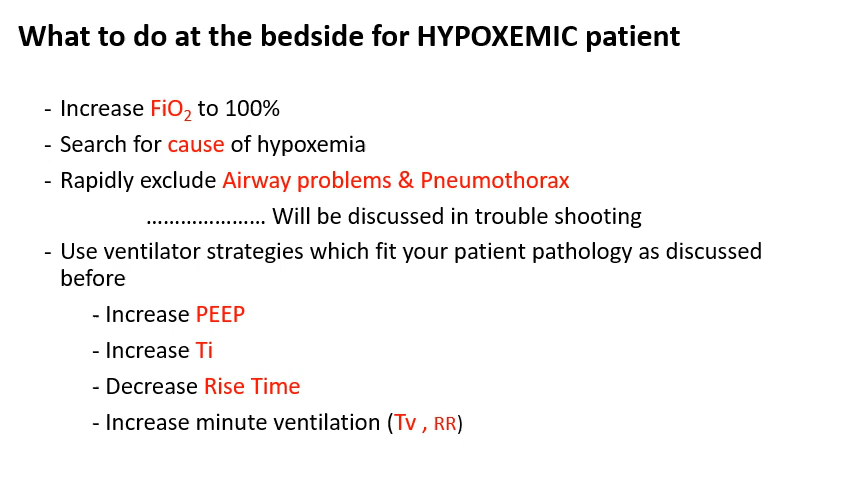 What to do at the bedside for HYPOXEMIC patient
- Increase FiO2 to 100%
- Search for cause of hypoxemia
- Rapidly exclude Airway problems & Pneumothorax
..................... Will be discussed in trouble shooting
- Use ventilator strategies which fit your patient pathology as discussed
before
- Increase PEEP
- Increase Ti
- Decrease Rise Time
- Increase minute ventilation (Tv , RR)